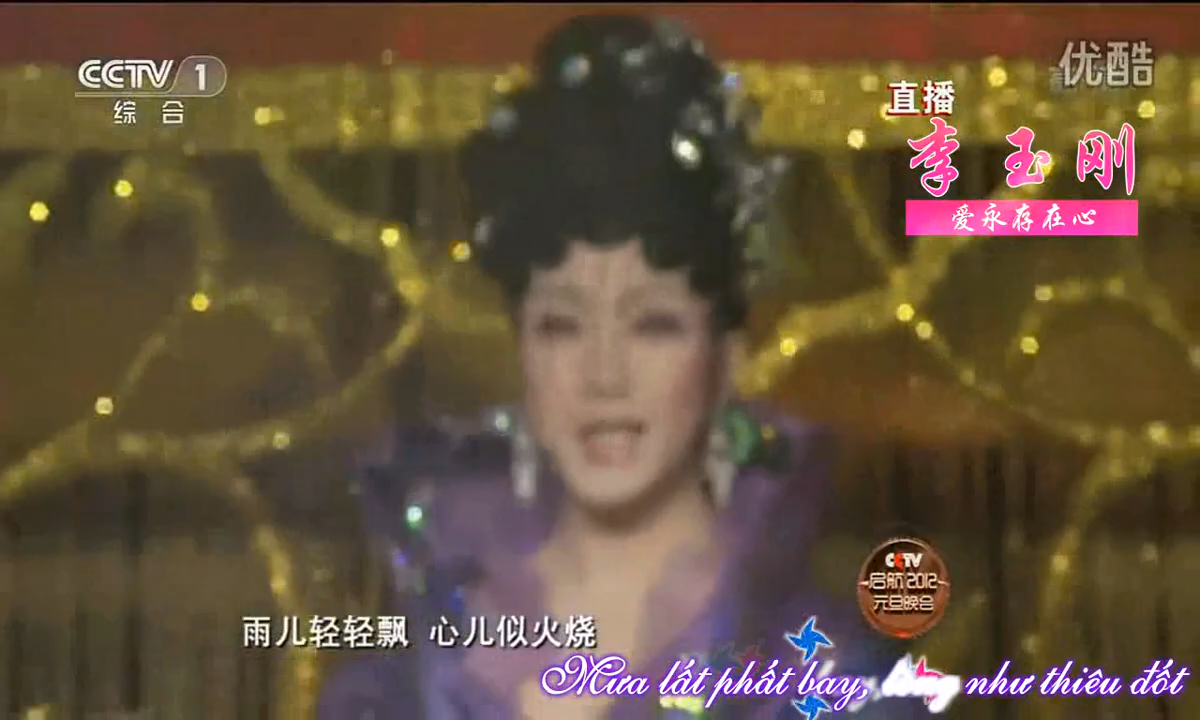 CCTV 1
综合
优酷
直播
李玉刚
爱永存在心
CCTV
启航2012
元旦晚会
雨儿轻轻飘 心儿似火烧
Mưa lất phất bay, lòng như thiêu đốt